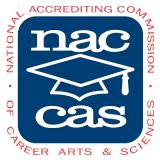 NATIONAL ACCREDITING COMMISSION
nac
cas
OF CAREER ARTS & SCIENCES